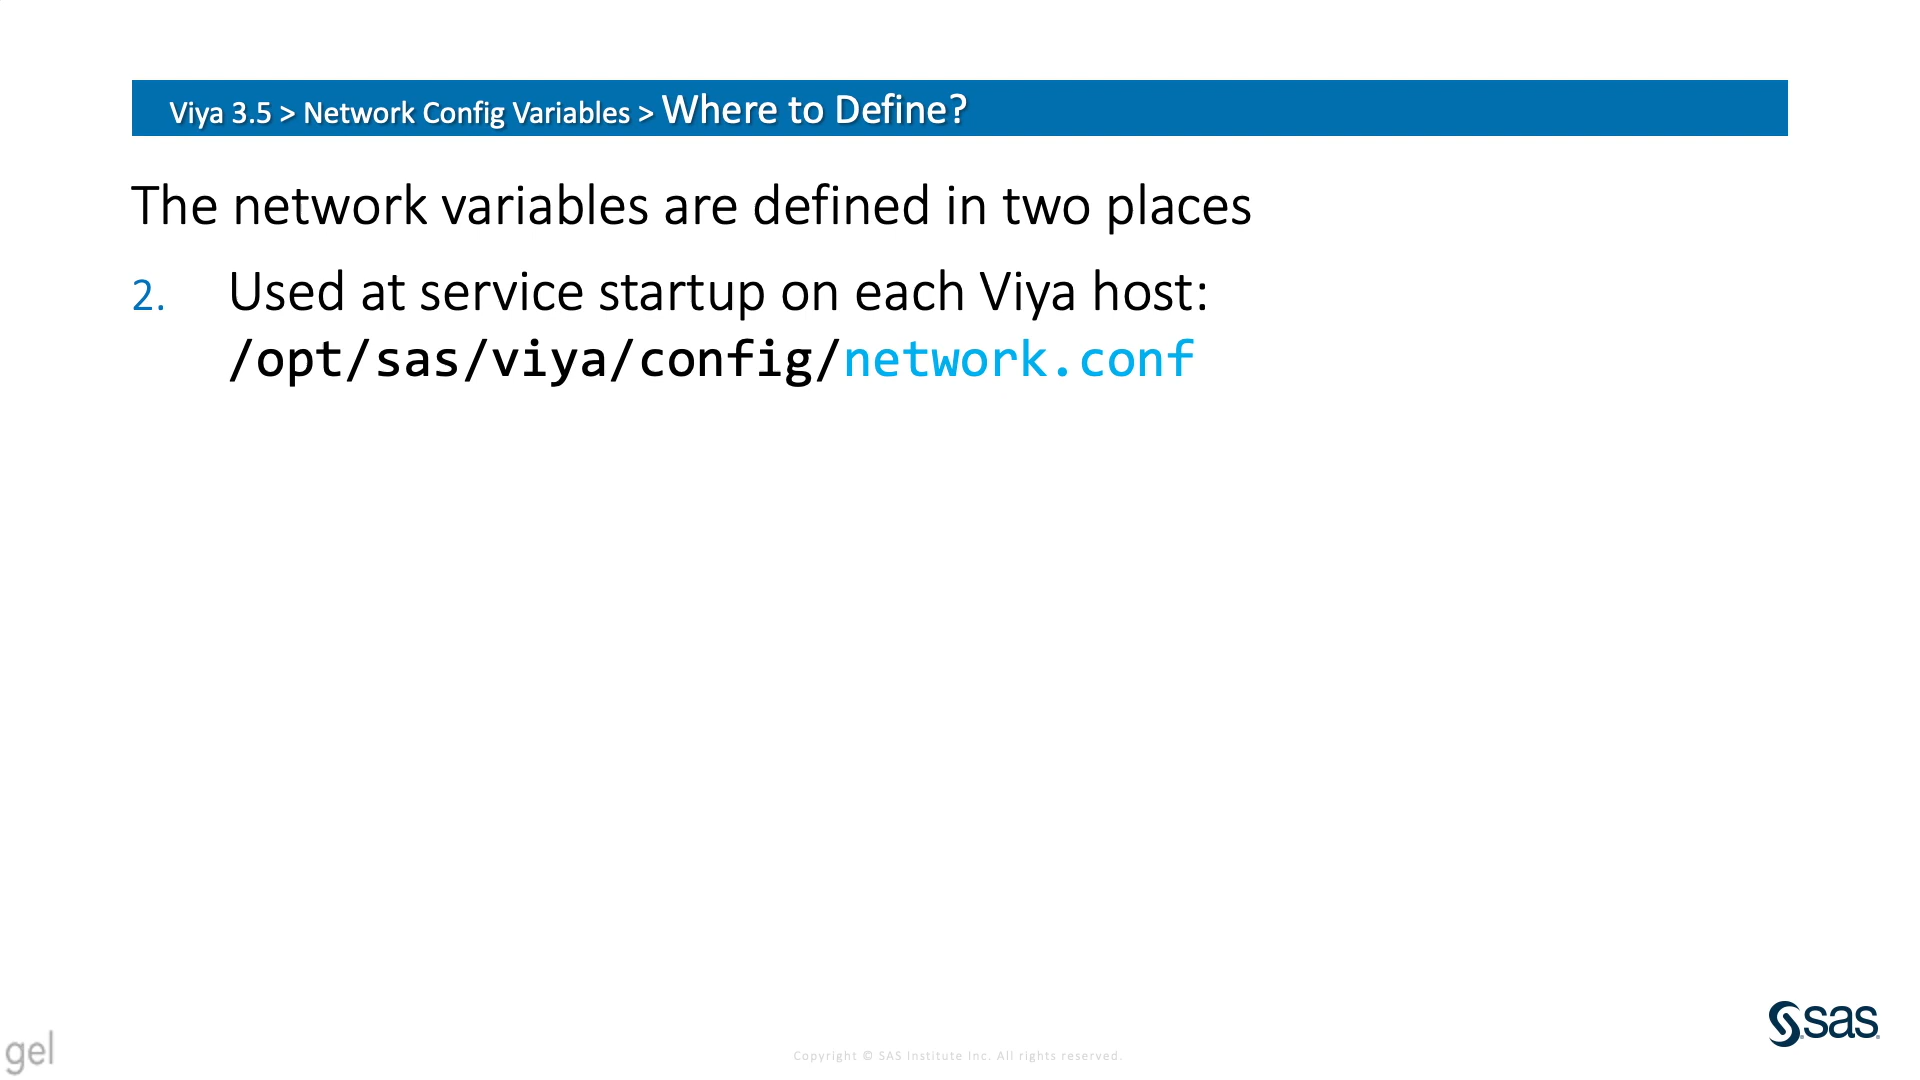 Viya 3.5 > Network Config Variables > Where to Define?
The network variables are defined in two places
2. Used at service startup on each Viya host:
/opt/sas/viya/config/network.conf
sas
gel
Copyright © SAS Institute Inc. All rights reserved.